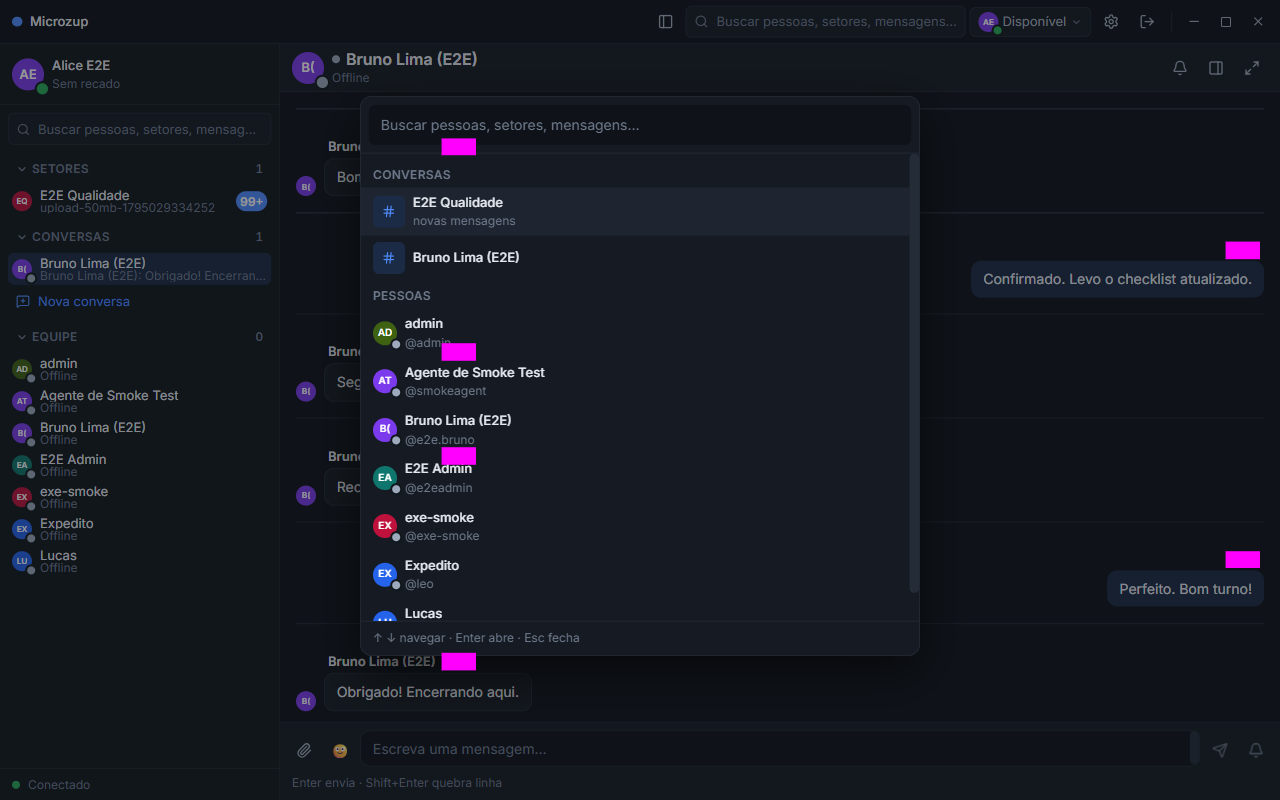 Microzup
Buscar pessoas, setores, mensagens...
AE
Disponível
AE
Alice E2E
Sem recado
Buscar pessoas, setores, mensag...
SETORES
1
EQ
E2E Qualidade
upload-50mb-1795029334252
99+
CONVERSAS
1
B(
Bruno Lima (E2E)
Bruno Lima (E2E): Obrigado! Encerran...
Nova conversa
EQUIPE
0
AD
admin
Offline
AT
Agente de Smoke Test
Offline
B(
Bruno Lima (E2E)
Offline
EA
E2E Admin
Offline
EX
exe-smoke
Offline
EX
Expedito
Offline
LU
Lucas
Offline
Conectado
B(
Bruno Lima (E2E)
Offline
B(
Confirmado. Levo o checklist atualizado.
B(
B(
Perfeito. Bom turno!
Bruno Lima (E2E)
B(
Obrigado! Encerrando aqui.
Escreva uma mensagem...
Enter envia · Shift+Enter quebra linha
Buscar pessoas, setores, mensagens...
CONVERSAS
# E2E Qualidade
novas mensagens
# Bruno Lima (E2E)
PESSOAS
AD
admin
@admin
AT
Agente de Smoke Test
@smokeagent
B(
Bruno Lima (E2E)
@e2e.bruno
EA
E2E Admin
@e2eadmin
EX
exe-smoke
@exe-smoke
EX
Expedito
@leo
Lucas
↑ ↓ navegar · Enter abre · Esc fecha